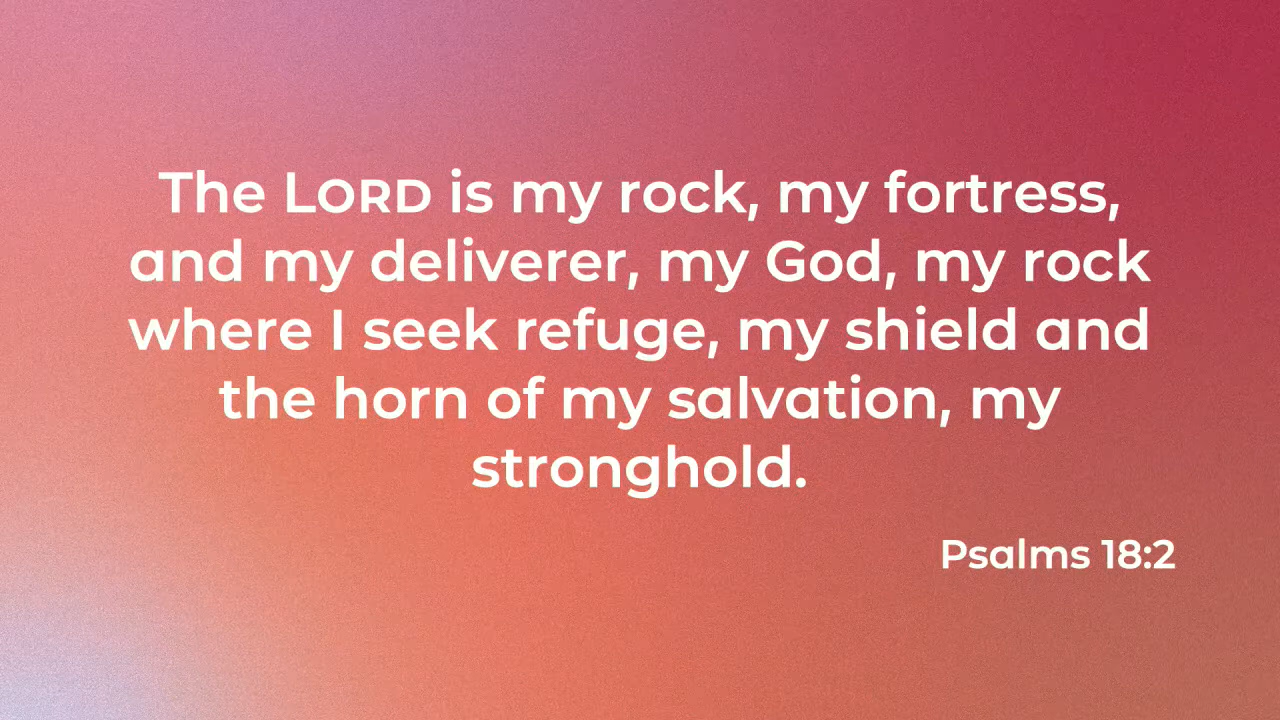 The LORD is my rock, my fortress,
and my deliverer, my God, my rock
where I seek refuge, my shield and
the horn of my salvation, my
stronghold.
Psalms 18:2